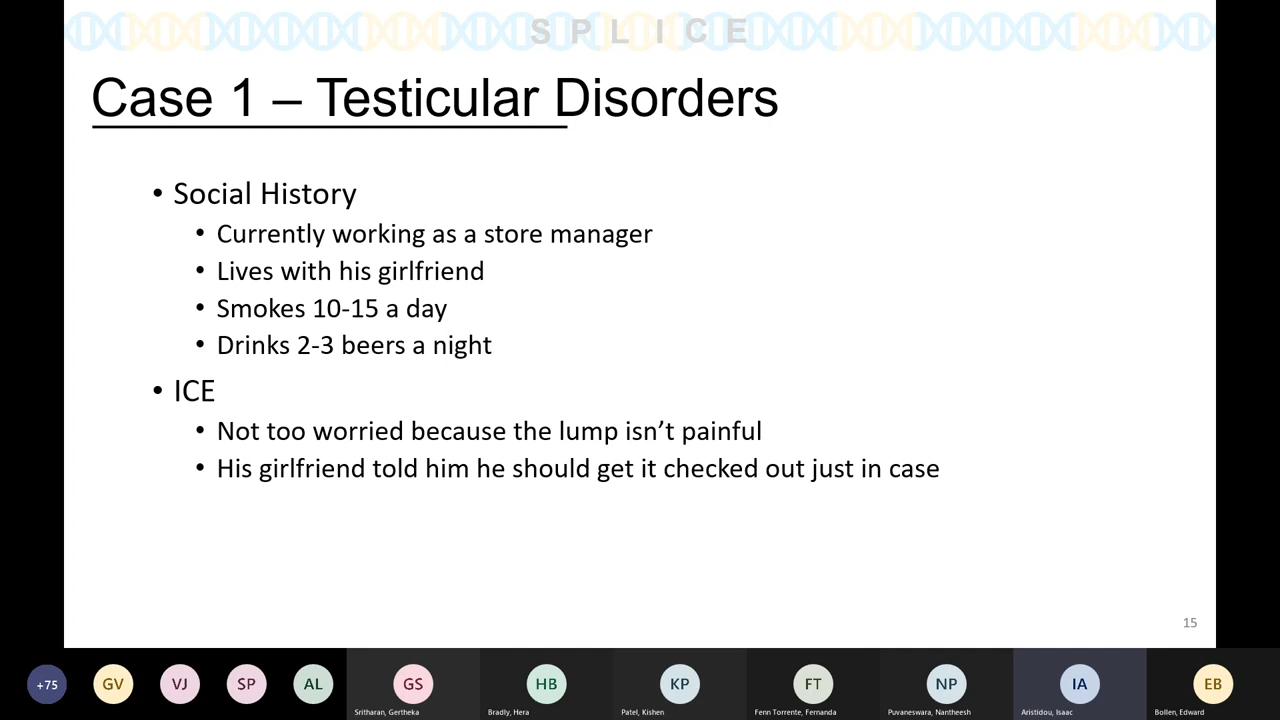 S P L I C E
Case 1 – Testicular Disorders
• Social History
• Currently working as a store manager
• Lives with his girlfriend
• Smokes 10-15 a day
• Drinks 2-3 beers a night
• ICE
• Not too worried because the lump isn’t painful
• His girlfriend told him he should get it checked out just in case
15
+75 GV VJ SP AL GS HB KP FT NP IA EB
Sritharan, Gertheka Bradly, Hera Patel, Kishen Fenn Torrente, Fernanda Puvaneswara, Nantheesh Aristidou, Isaac Bollen, Edward